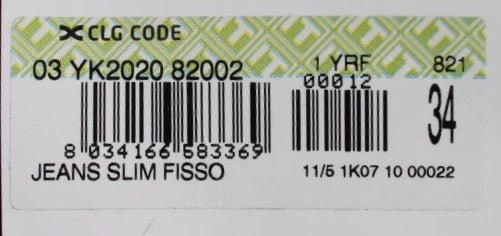 CLG CODE
03 YK2020 82002
1 YRF
821
00012
34
8 034166 583369
JEANS SLIM FISSO
11/5 1K07 10 00022